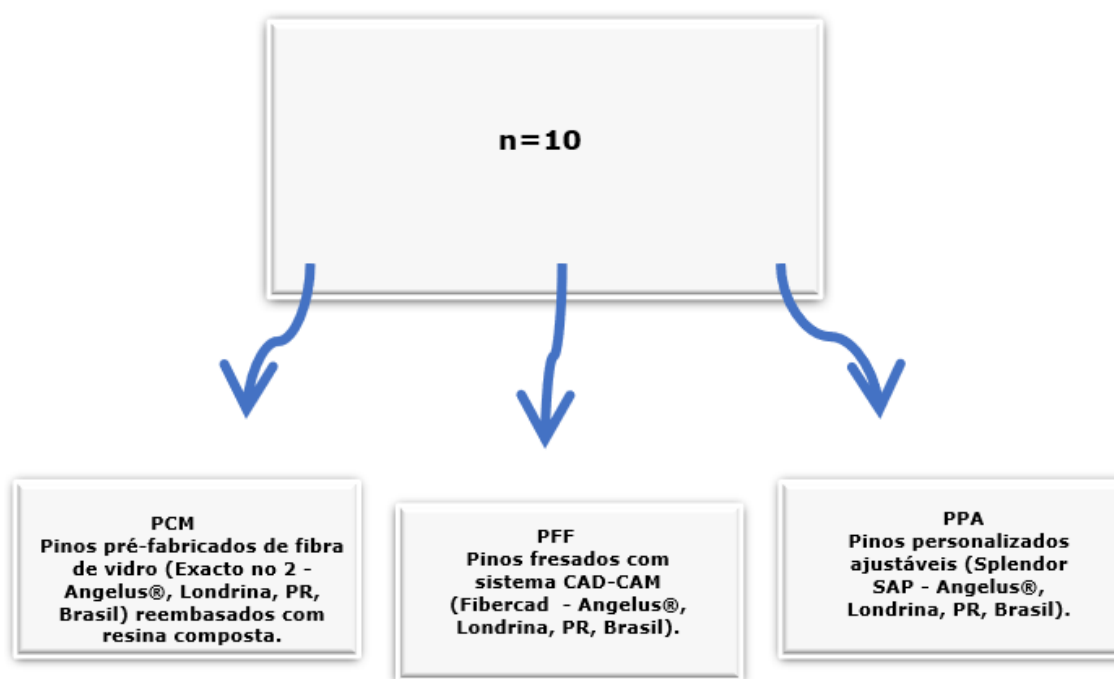 n=10
PCM
Pinos pré-fabricados de fibra
de vidro (Exacto no 2 -
Angelus®, Londrina, PR,
Brasil) reembasados com
resina composta.
PFF
Pinos fresados com
sistema CAD-CAM
(Fibercad - Angelus®,
Londrina, PR, Brasil).
PPA
Pinos personalizados
ajustáveis (Splendor
SAP - Angelus®,
Londrina, PR, Brasil).